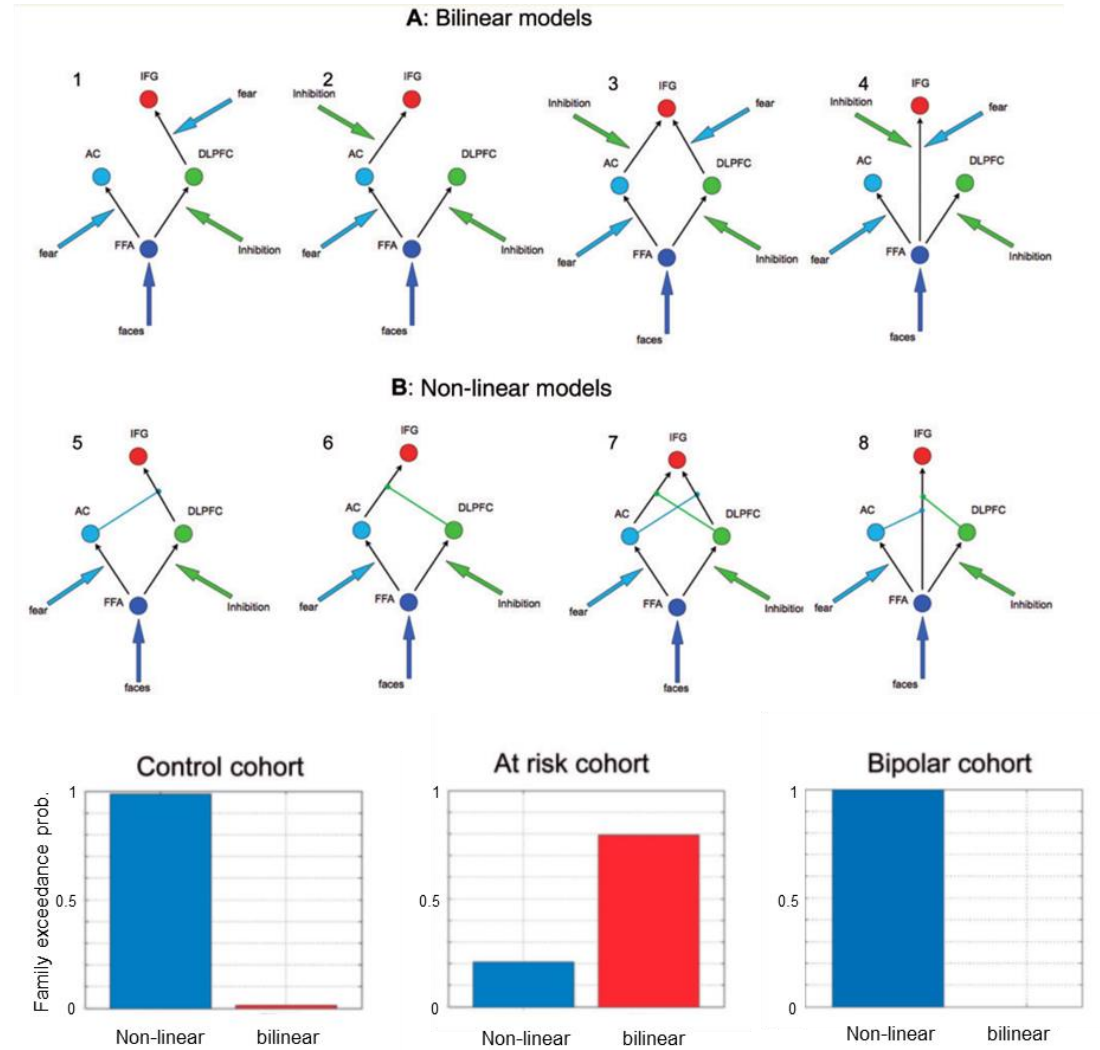 A: Bilinear models
1
IFG
fear
AC
DLPFC
fear
FFA
Inhibition
faces
2
IFG
Inhibition
AC
DLPFC
fear
FFA
Inhibition
faces
3
IFG
Inhibition
fear
AC
DLPFC
fear
FFA
Inhibition
faces
4
IFG
Inhibition
fear
AC
DLPFC
fear
FFA
Inhibition
faces
B: Non-linear models
5
IFG
AC
DLPFC
fear
FFA
Inhibition
faces
6
IFG
AC
DLPFC
fear
FFA
Inhibition
faces
7
IFG
AC
DLPFC
fear
FFA
Inhibition
faces
8
IFG
AC
DLPFC
fear
FFA
Inhibition
faces
Control cohort
Family exceedance prob.
1
0.5
0
Non-linear bilinear
At risk cohort
1
0.5
0
Non-linear bilinear
Bipolar cohort
1
0.5
0
Non-linear bilinear